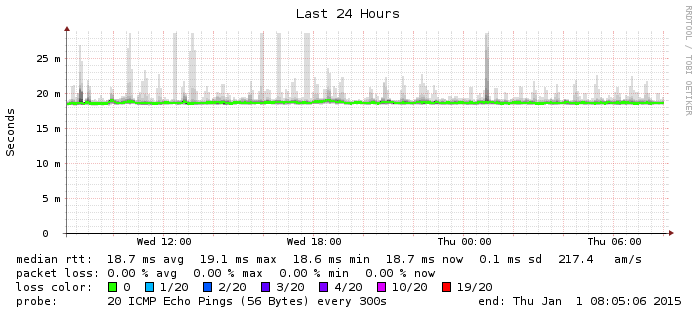 Last 24 Hours
RRDTOOL / TOBI OETIKER
Seconds
25 m
20 m
15 m
10 m
5 m
0
Wed 12:00 Wed 18:00 Thu 00:00 Thu 06:00
median rtt: 18.7 ms avg 19.1 ms max 18.6 ms min 18.7 ms now 0.1 ms sd 217.4 am/s
packet loss: 0.00 % avg 0.00 % max 0.00 % min 0.00 % now
loss color: 0 1/20 2/20 3/20 4/20 10/20 19/20
probe: 20 ICMP Echo Pings (56 Bytes) every 300s end: Thu Jan 1 08:05:06 2015